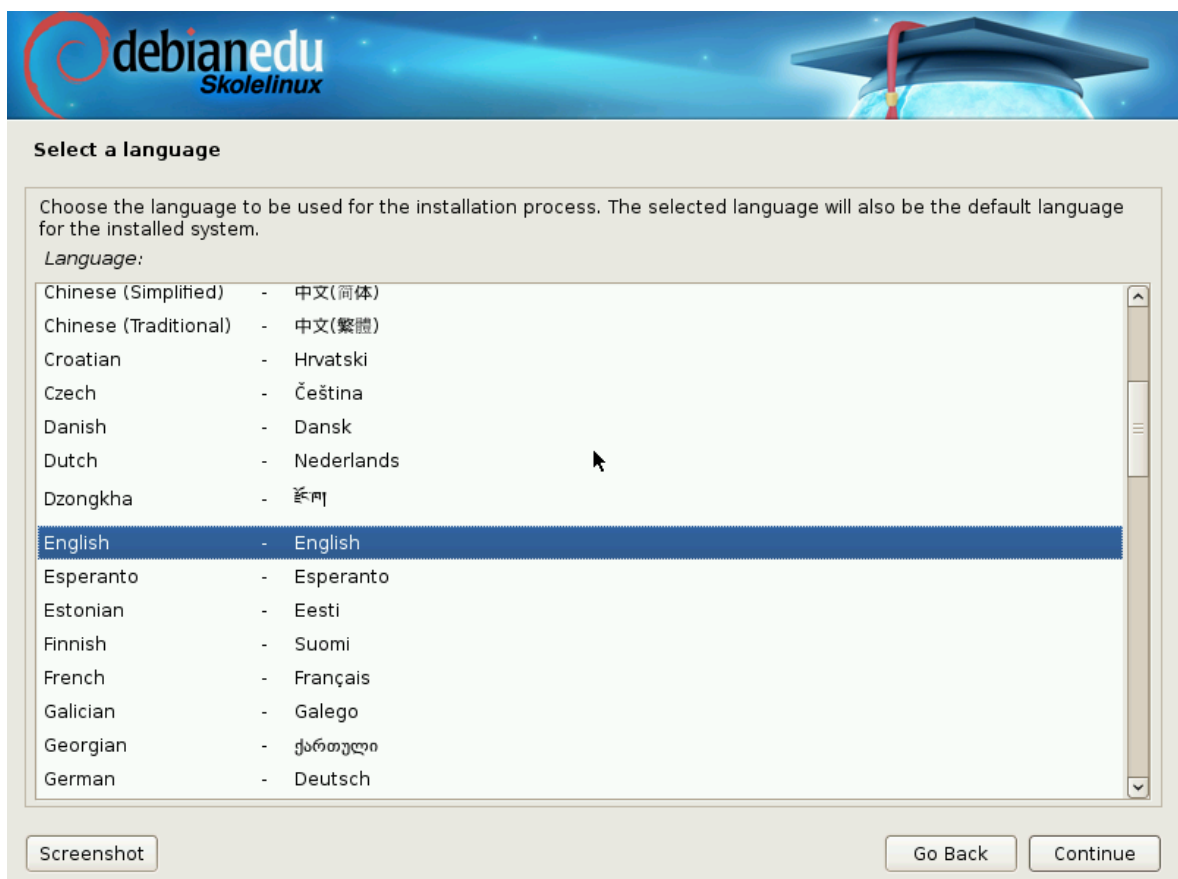 debianedu
Skolelinux
Select a language
Choose the language to be used for the installation process. The selected language will also be the default language
for the installed system.
Language:
Chinese (Simplified) - 中文(简体)
Chinese (Traditional) - 中文(繁體)
Croatian - Hrvatski
Czech - Čeština
Danish - Dansk
Dutch - Nederlands
Dzongkha - རྫོང་ཁ།
English - English
Esperanto - Esperanto
Estonian - Eesti
Finnish - Suomi
French - Français
Galician - Galego
Georgian - ქართული
German - Deutsch
Screenshot Go Back Continue